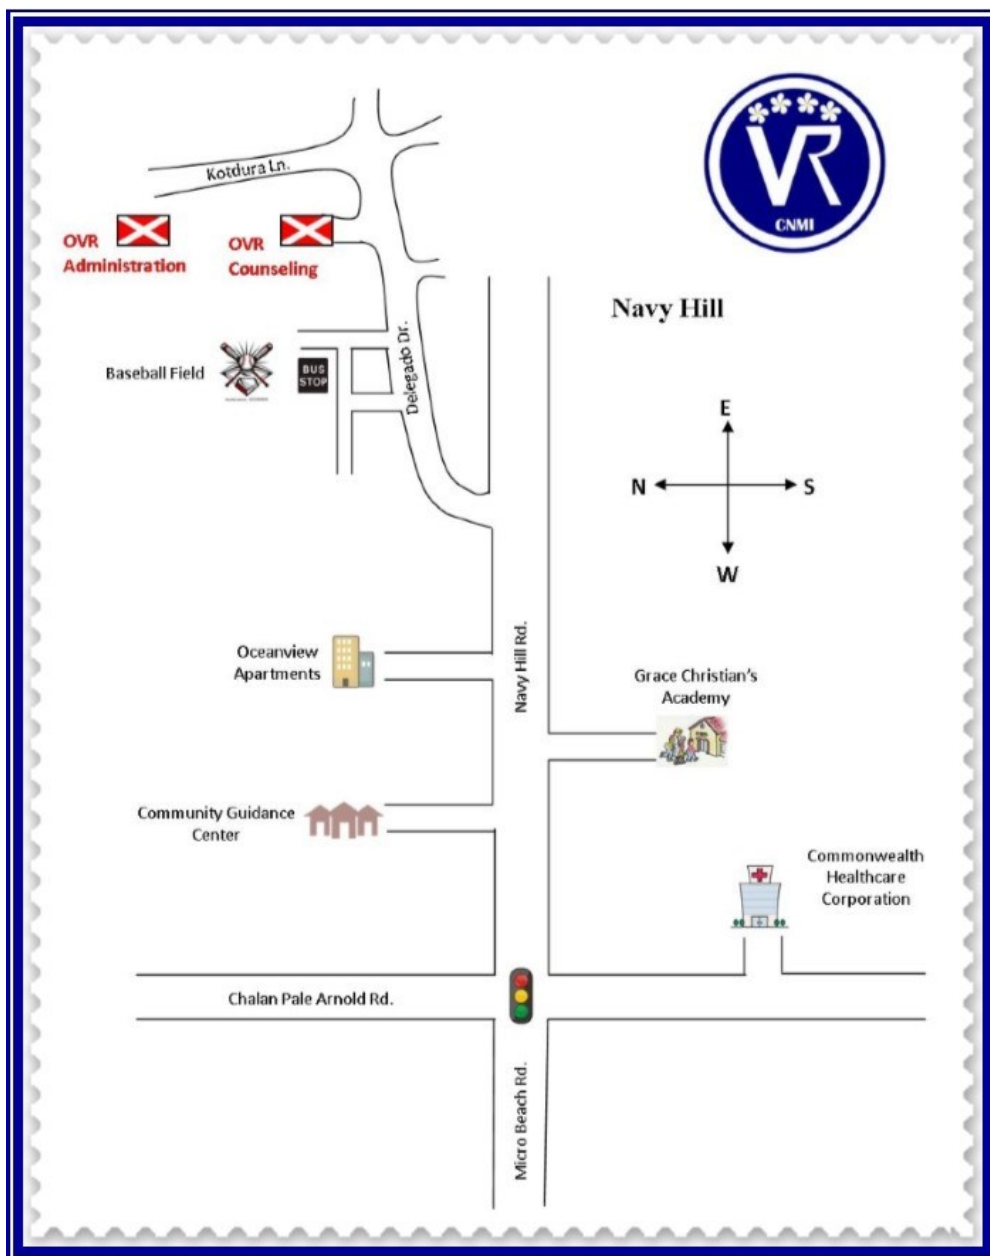 VR
CNMI
Kotdura Ln.
OVR
Administration
OVR
Counseling
Navy Hill
Baseball Field
BUS
STOP
Delegado Dr.
E
N
S
W
Oceanview
Apartments
Navy Hill Rd.
Grace Christian's
Academy
Community Guidance
Center
Commonwealth
Healthcare
Corporation
Chalan Pale Arnold Rd.
Micro Beach Rd.